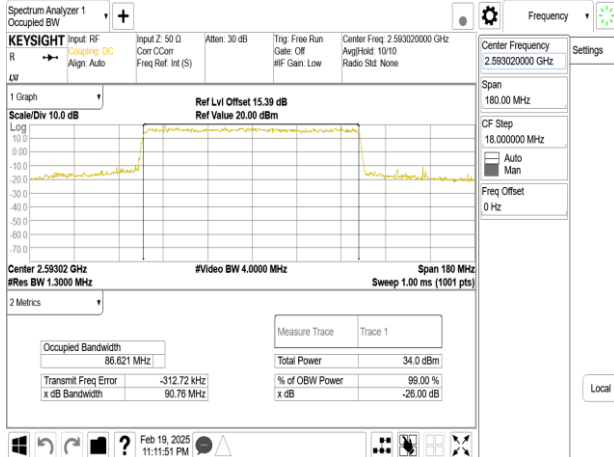 Spectrum Analyzer 1
Occupied BW
+
Frequency
KEYSIGHT
R
Input: RF
Coupling: DC
Align: Auto
Input Z: 50 Ω
Corr CCorr
Freq Ref: Int (S)
Atten: 30 dB
Trig: Free Run
Gate: Off
#IF Gain: Low
Center Freq: 2.593020000 GHz
Avg|Hold: 10/10
Radio Std: None
Center Frequency
2.593020000 GHz
Settings
Span
180.00 MHz
CF Step
18.000000 MHz
Auto
Man
Freq Offset
0 Hz
Local
1 Graph
Scale/Div 10.0 dB
Ref Lvl Offset 15.39 dB
Ref Value 20.00 dBm
Log
10.0
0.00
-10.0
-20.0
-30.0
-40.0
-50.0
-60.0
-70.0
Center 2.59302 GHz
#Res BW 1.3000 MHz
#Video BW 4.0000 MHz
Span 180 MHz
Sweep 1.00 ms (1001 pts)
2 Metrics
Measure Trace
Trace 1
Occupied Bandwidth
86.621 MHz
Total Power
34.0 dBm
Transmit Freq Error
-312.72 kHz
% of OBW Power
99.00 %
x dB Bandwidth
90.76 MHz
x dB
-26.00 dB
?
Feb 19, 2025
11:11:51 PM